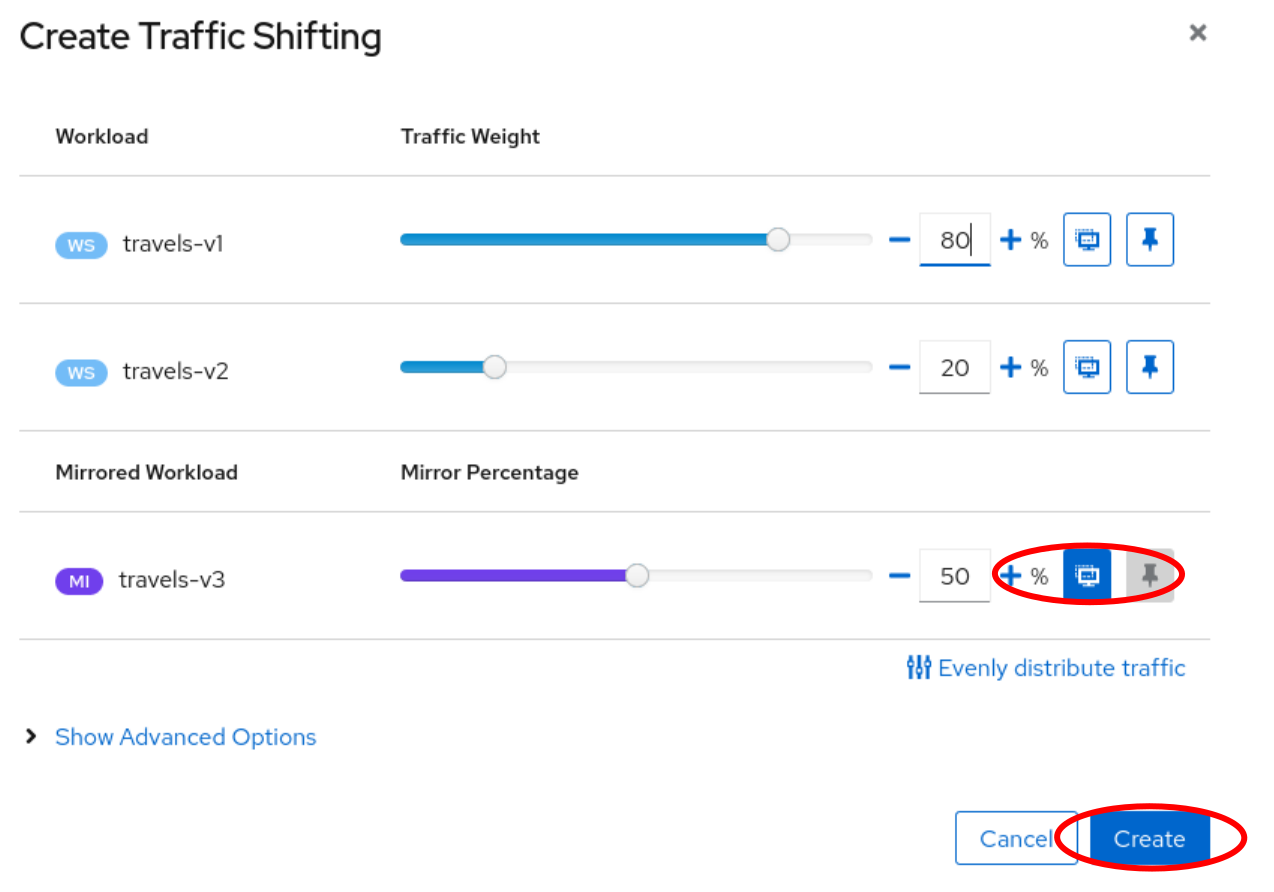 Create Traffic Shifting
Workload Traffic Weight
WS travels-v1 80 %
WS travels-v2 20 %
Mirrored Workload Mirror Percentage
MI travels-v3 50 %
Evenly distribute traffic
Show Advanced Options
Cancel Create